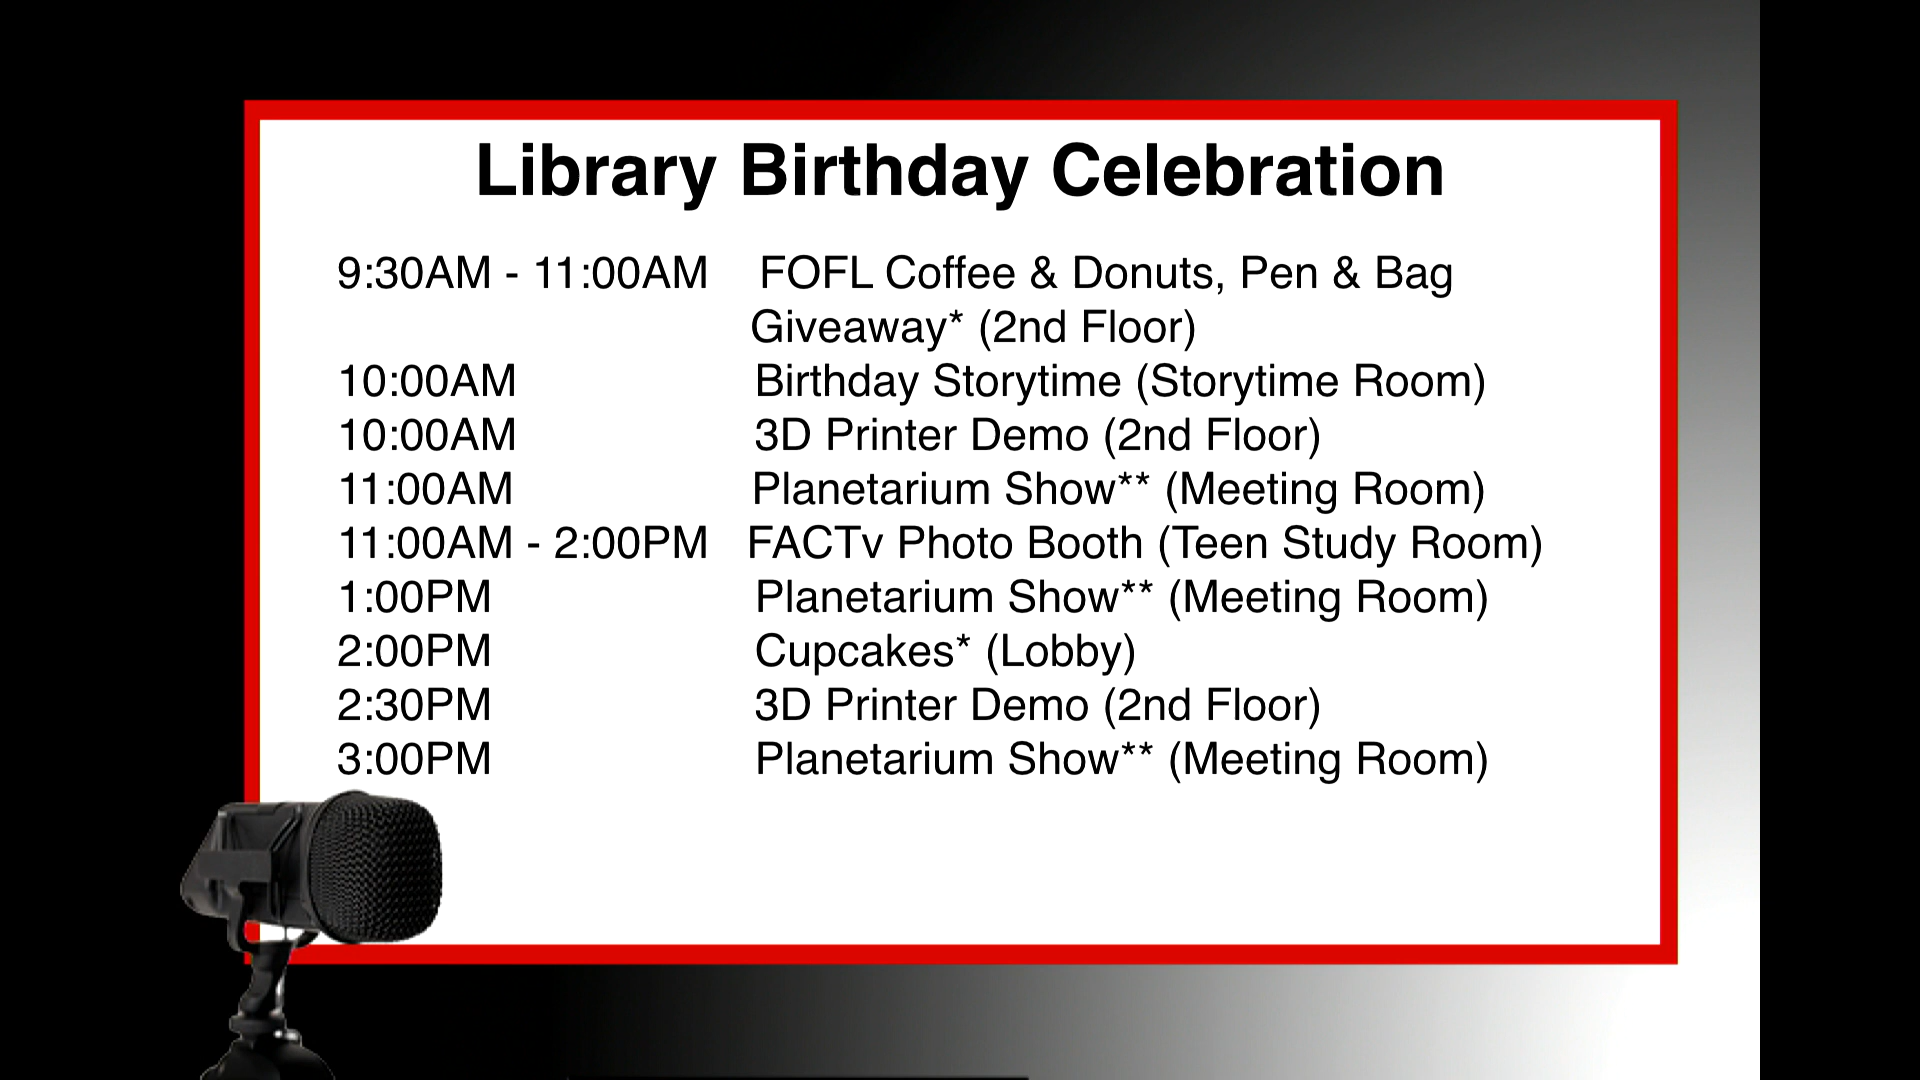 Library Birthday Celebration
9:30AM - 11:00AM FOFL Coffee & Donuts, Pen & Bag
Giveaway* (2nd Floor)
10:00AM Birthday Storytime (Storytime Room)
10:00AM 3D Printer Demo (2nd Floor)
11:00AM Planetarium Show** (Meeting Room)
11:00AM - 2:00PM FACTv Photo Booth (Teen Study Room)
1:00PM Planetarium Show** (Meeting Room)
2:00PM Cupcakes* (Lobby)
2:30PM 3D Printer Demo (2nd Floor)
3:00PM Planetarium Show** (Meeting Room)